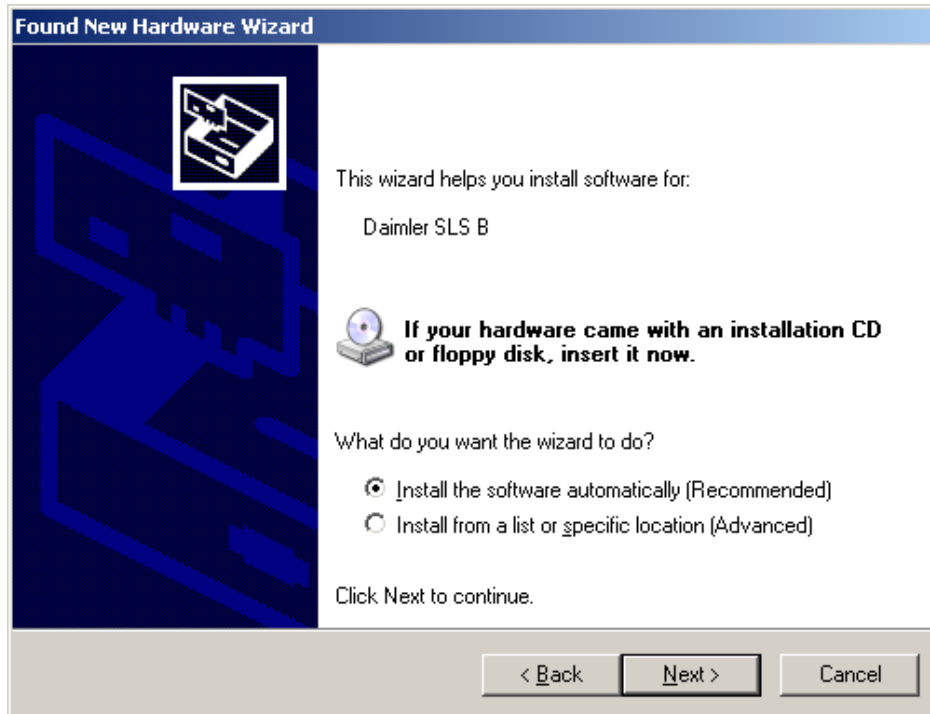 Found New Hardware Wizard
This wizard helps you install software for:
Daimler SLS B
If your hardware came with an installation CD
or floppy disk, insert it now.
What do you want the wizard to do?
Install the software automatically (Recommended)
Install from a list or specific location (Advanced)
Click Next to continue.
< Back
Next >
Cancel